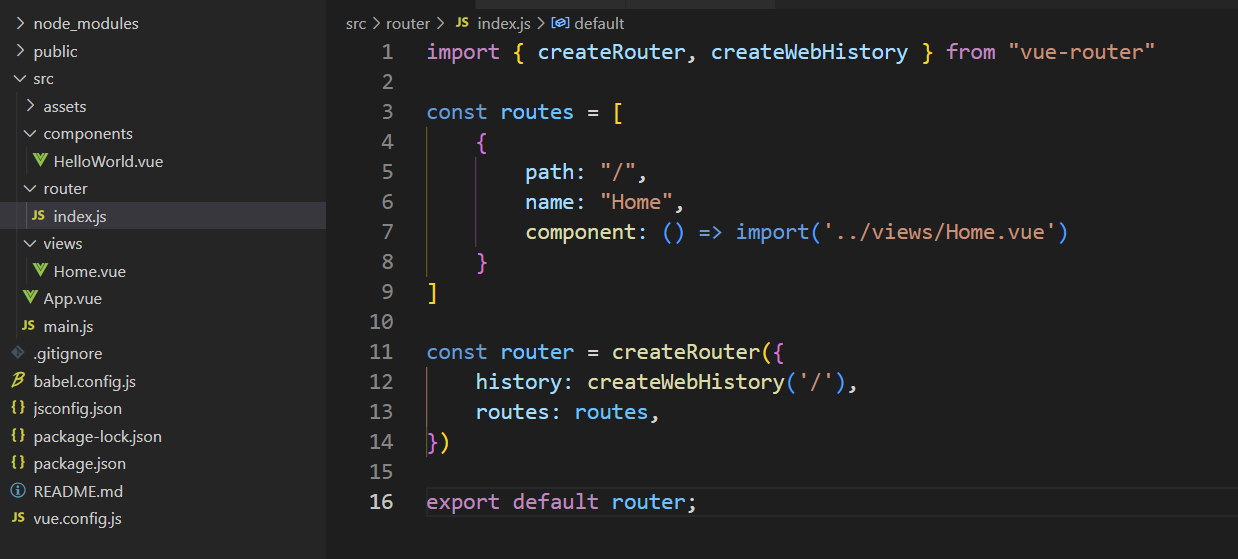 node_modules
public
src
assets
components
HelloWorld.vue
router
JS index.js
views
Home.vue
App.vue
JS main.js
.gitignore
babel.config.js
{} jsconfig.json
{} package-lock.json
{} package.json
README.md
JS vue.config.js
src > router > JS index.js > default
1 import { createRouter, createWebHistory } from "vue-router"
2
3 const routes = [
4     {
5         path: "/",
6         name: "Home",
7         component: () => import('../views/Home.vue')
8     }
9 ]
10
11 const router = createRouter({
12     history: createWebHistory('/'),
13     routes: routes,
14 })
15
16 export default router;